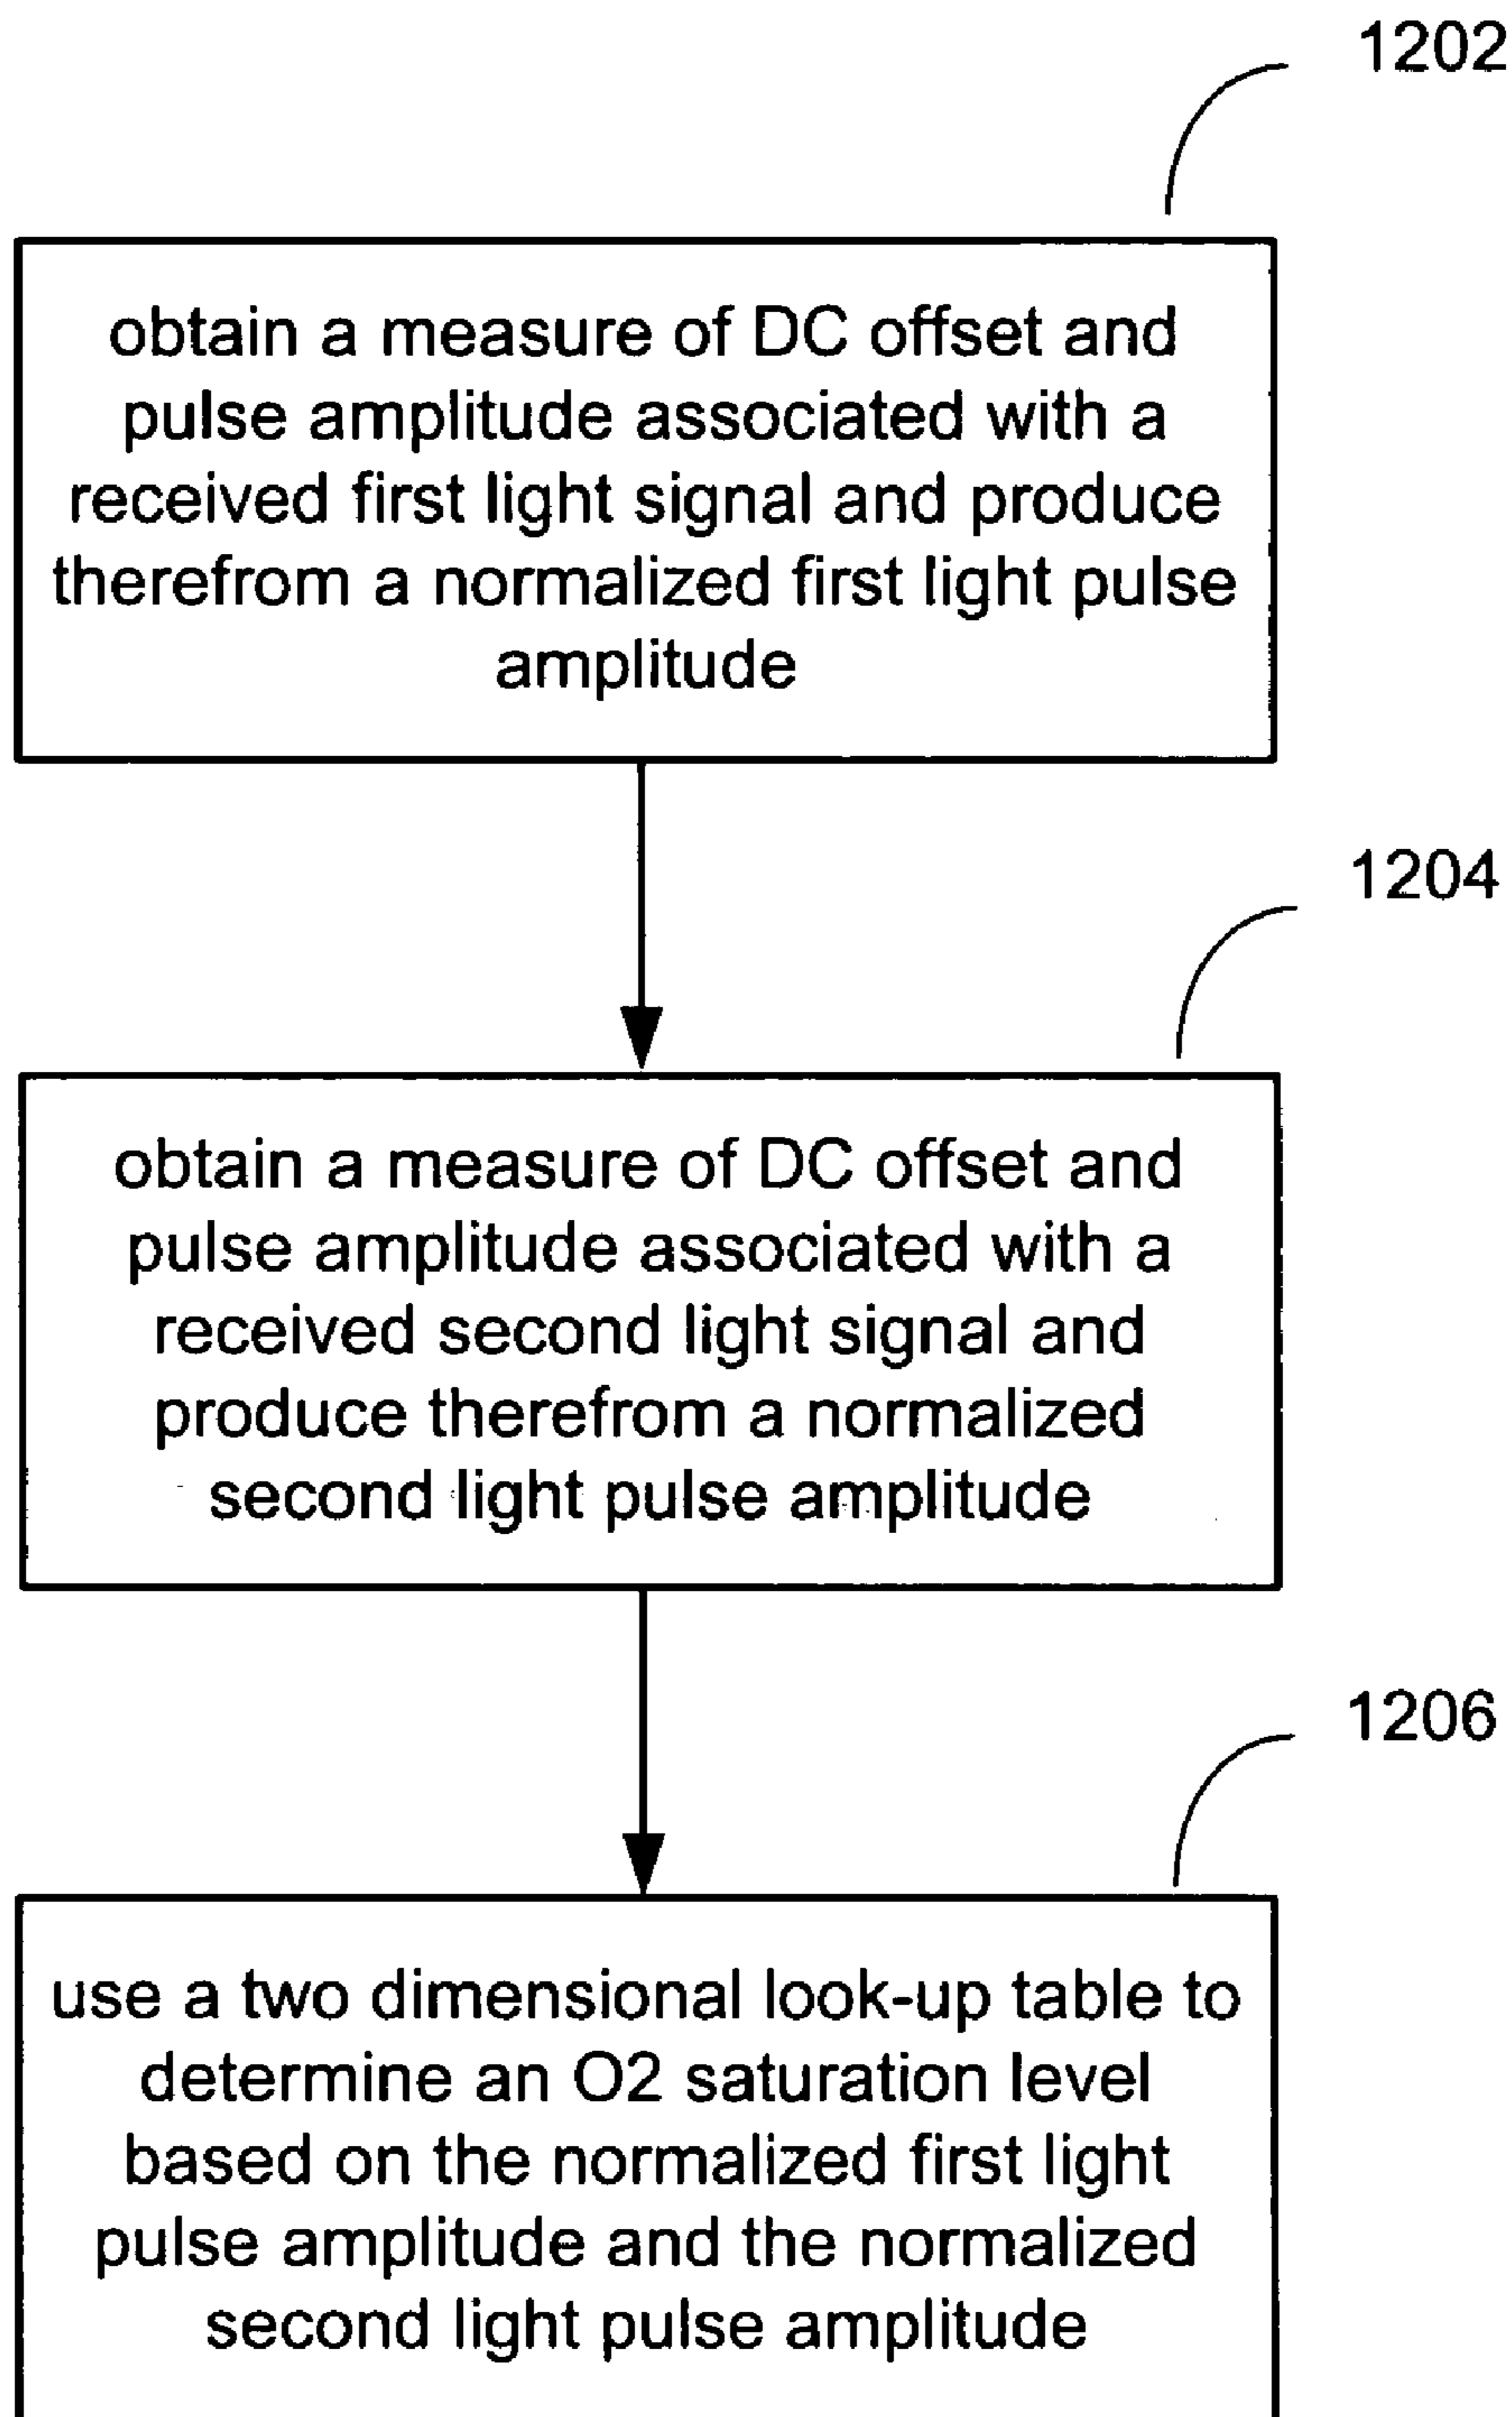 1202
obtain a measure of DC offset and
pulse amplitude associated with a
received first light signal and produce
therefrom a normalized first light pulse
amplitude
1204
obtain a measure of DC offset and
pulse amplitude associated with a
received second light signal and
produce therefrom a normalized
second light pulse amplitude
1206
use a two dimensional look-up table to
determine an O2 saturation level
based on the normalized first light
pulse amplitude and the normalized
second light pulse amplitude